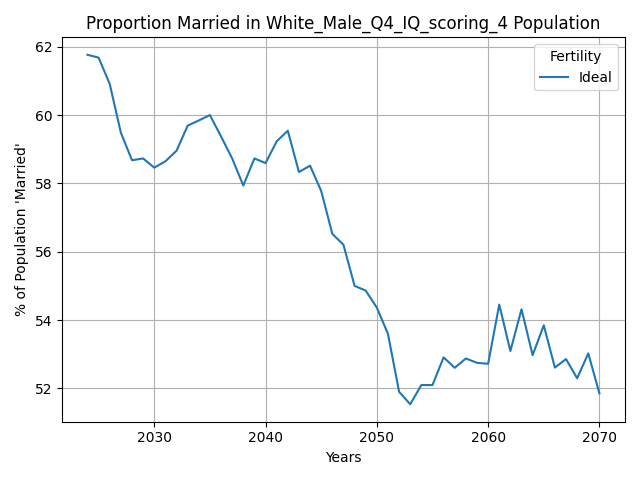 Proportion Married in White_Male_Q4_IQ_scoring_4 Population
Fertility
Ideal
% of Population 'Married'
62
60
58
56
54
52
2030
2040
2050
2060
2070
Years